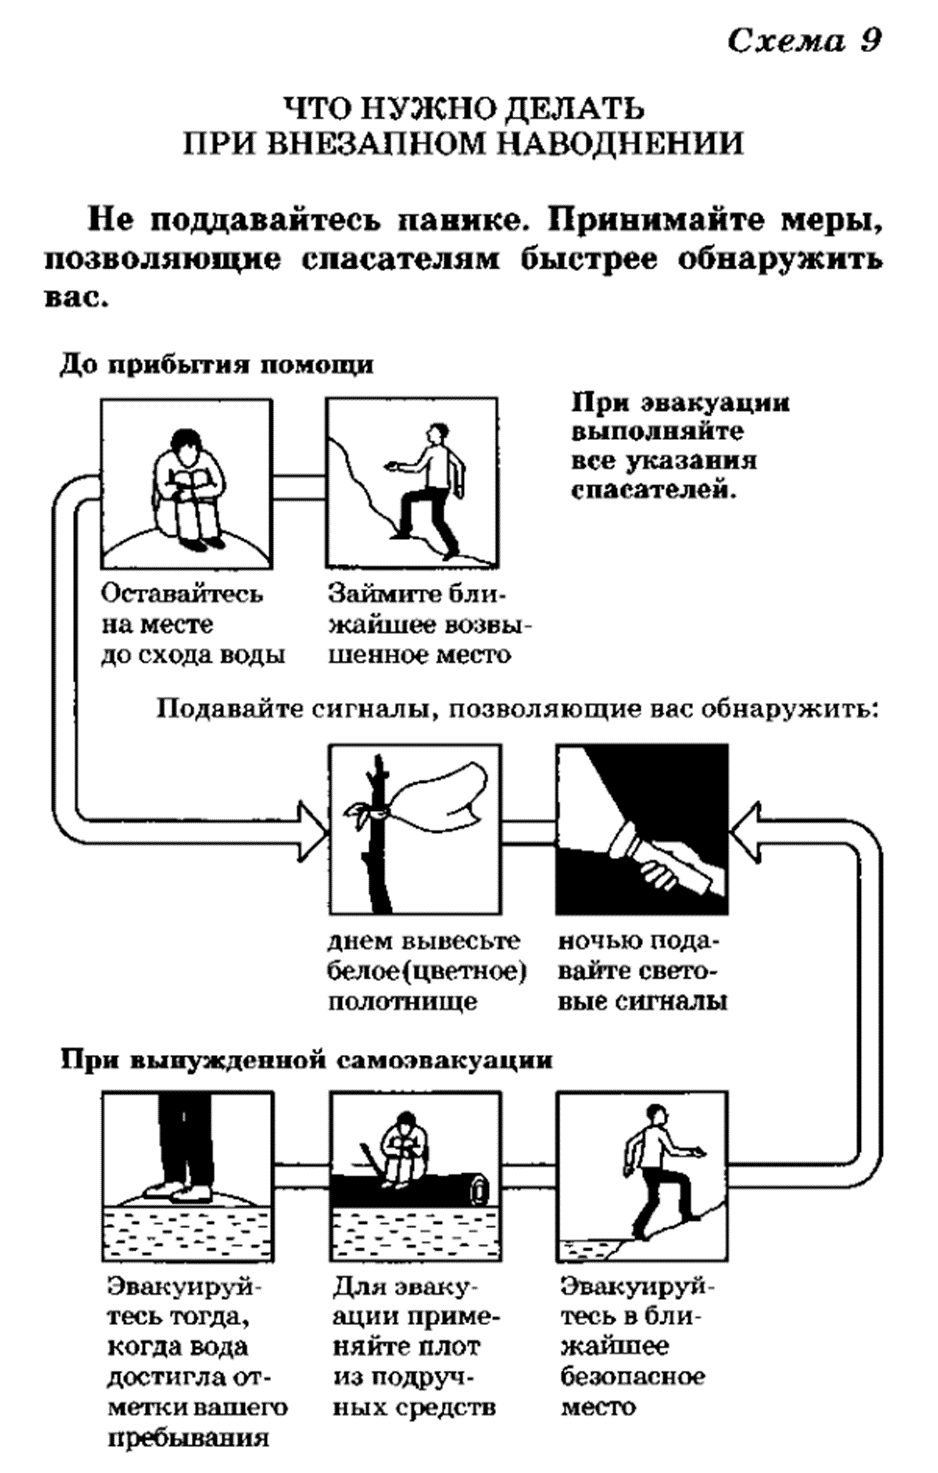 Схема 9
ЧТО НУЖНО ДЕЛАТЬ
ПРИ ВНЕЗАПНОМ НАВОДНЕНИИ
Не поддавайтесь панике. Принимайте меры,
позволяющие спасателям быстрее обнаружить
вас.
До прибытия помощи
При эвакуации
выполняйте
все указания
спасателей.
Оставайтесь
на месте
до схода воды
Займите бли-
жайшее возвы-
шенное место
Подавайте сигналы, позволяющие вас обнаружить:
днем вывесьте
белое(цветное)
полотнище
ночью пода-
вайте свето-
вые сигналы
При вынужденной самоэвакуации
Эвакуируй-
тесь тогда,
когда вода
достигла от-
метки вашего
пребывания
Для эваку-
ации приме-
няйте плот
из подруч-
ных средств
Эвакуируй-
тесь в бли-
жайшее
безопасное
место